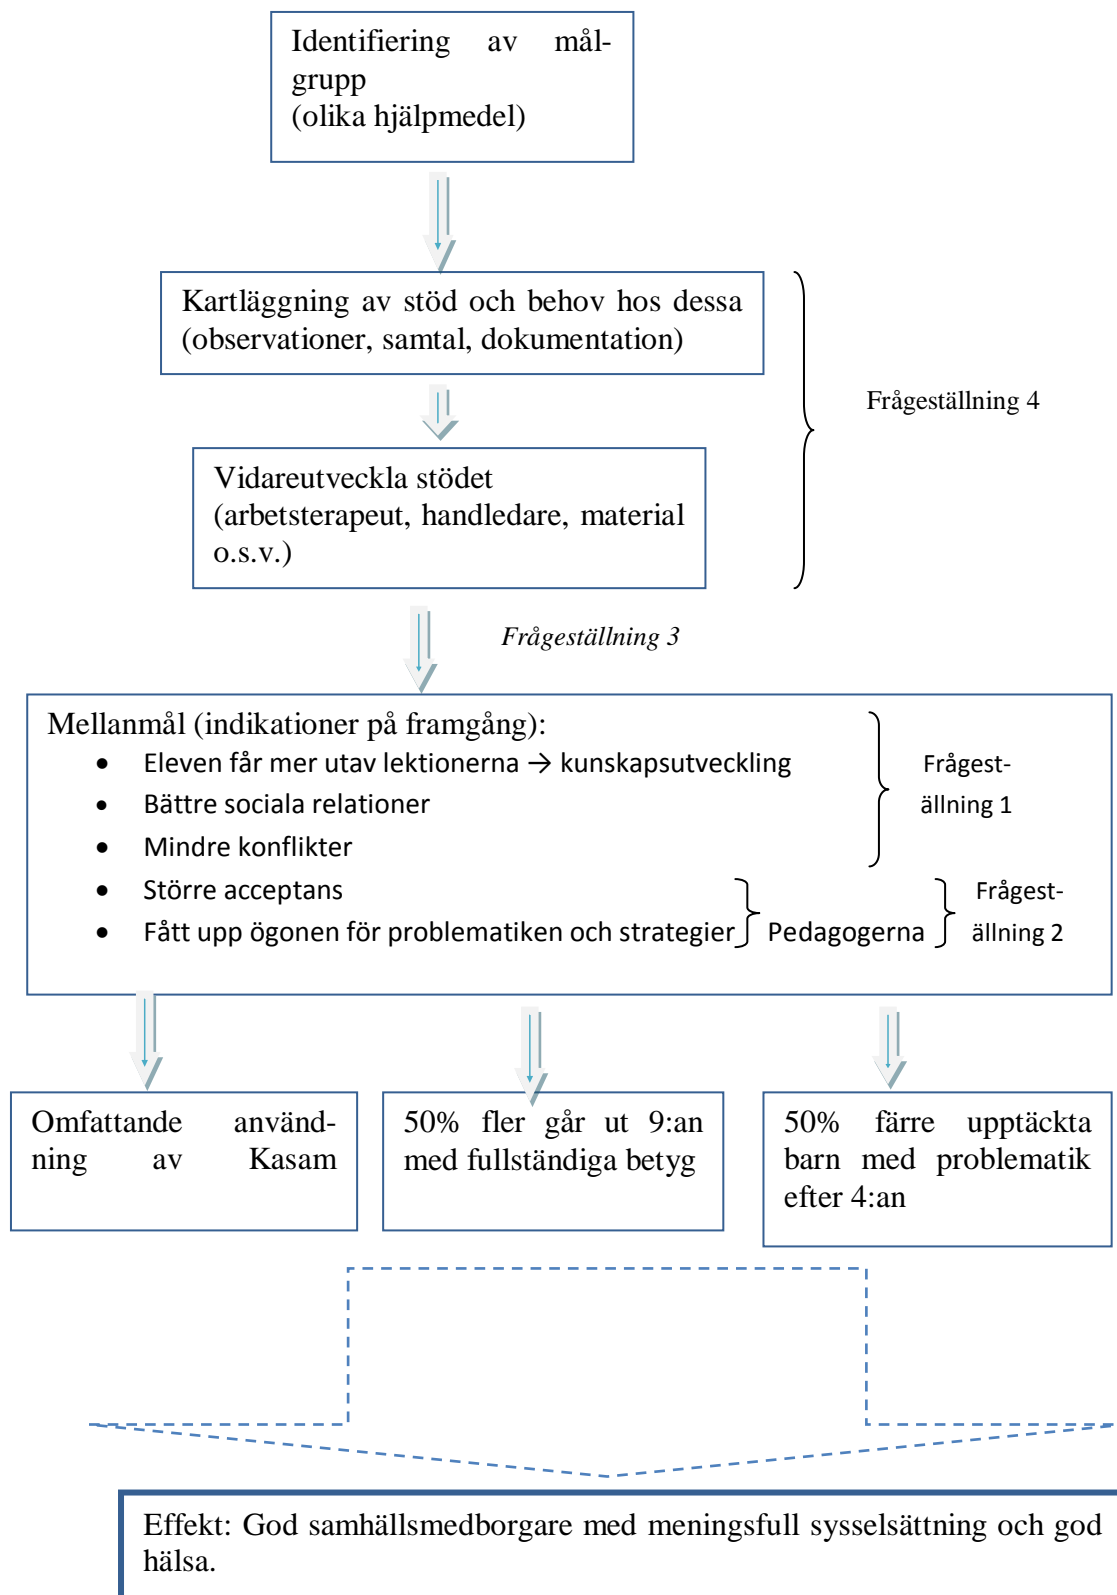 Identifiering av mål-
grupp
(olika hjälpmedel)
Kartläggning av stöd och behov hos dessa
(observationer, samtal, dokumentation)
Frågeställning 4
Vidareutveckla stödet
(arbetsterapeut, handledare, material
o.s.v.)
Frågeställning 3
Mellanmål (indikationer på framgång):
• Eleven får mer utav lektionerna → kunskapsutveckling
• Bättre sociala relationer
• Mindre konflikter
Frågest-
ällning 1
• Större acceptans
• Fått upp ögonen för problematiken och strategier
Pedagogerna
Frågest-
ällning 2
Omfattande använd-
ning av Kasam
50% fler går ut 9:an
med fullständiga betyg
50% färre upptäckta
barn med problematik
efter 4:an
Effekt: God samhällsmedborgare med meningsfull sysselsättning och god
hälsa.